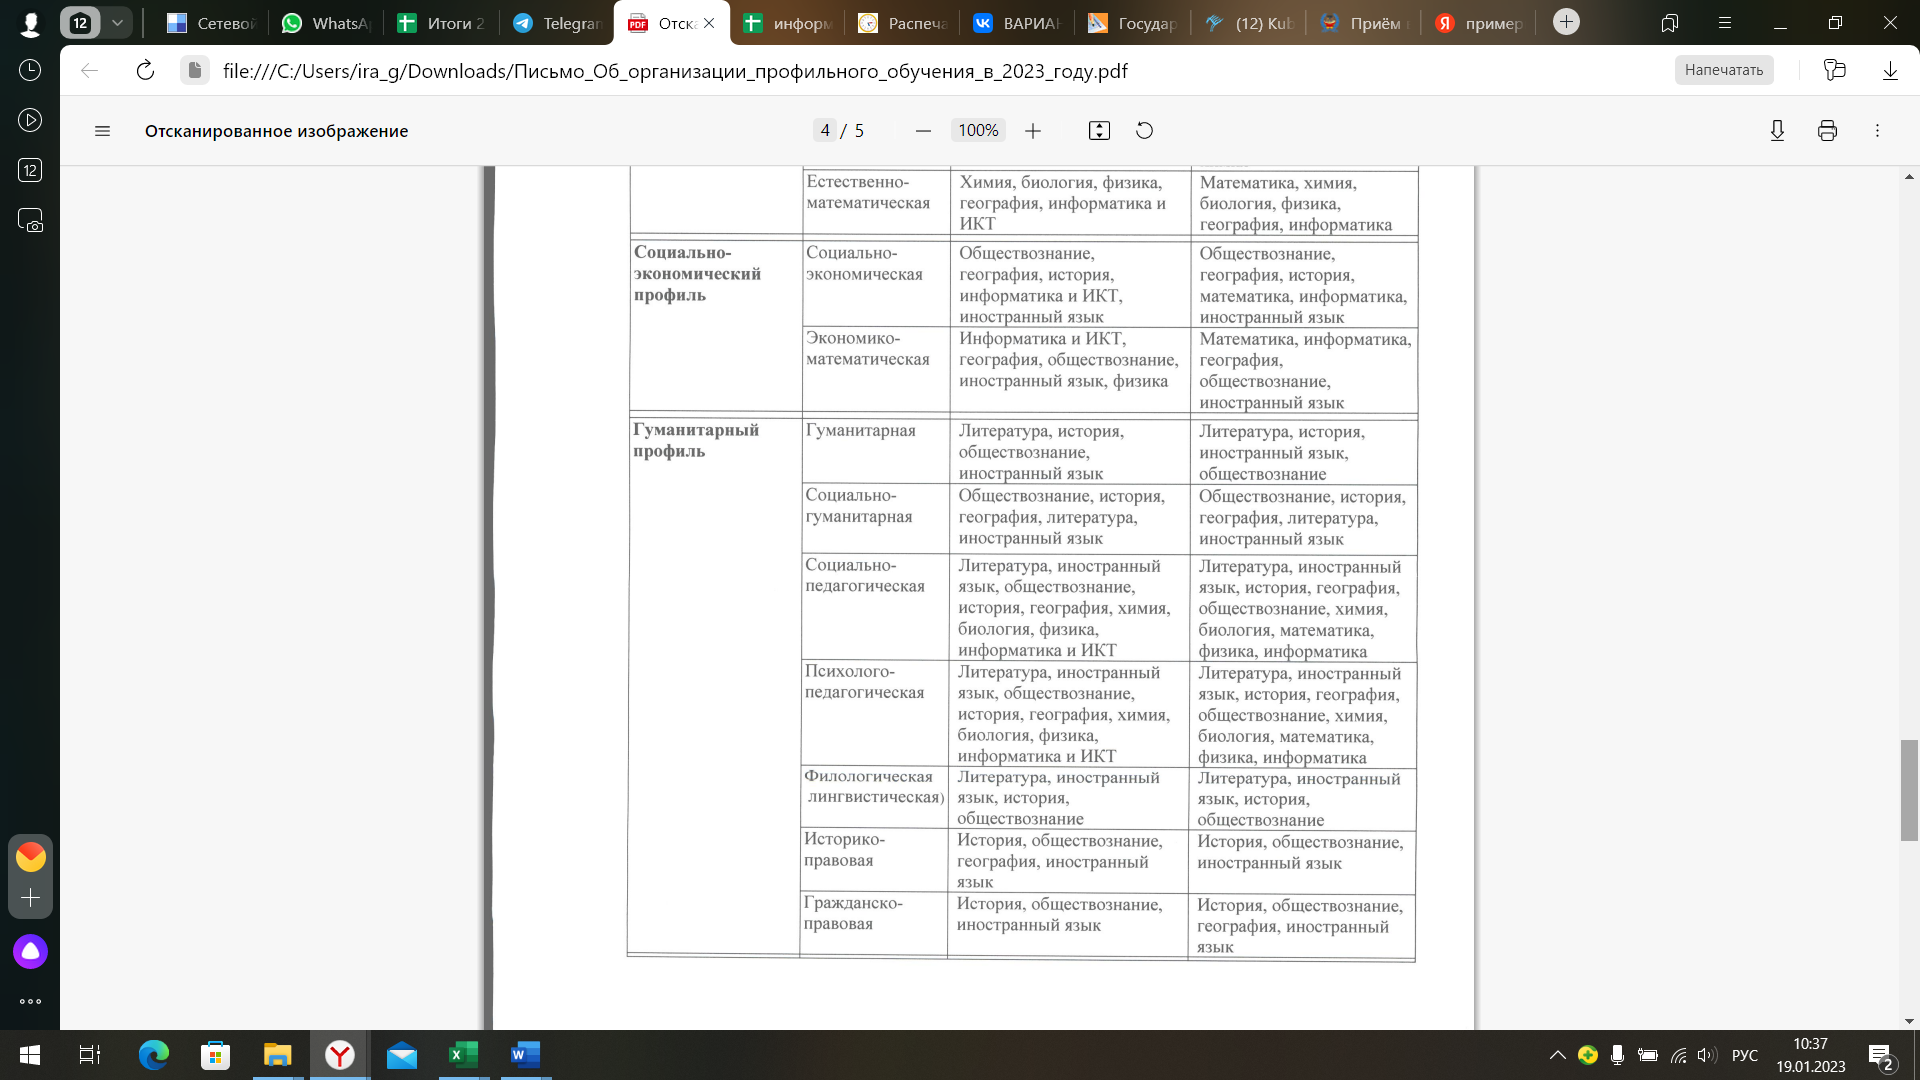 12
Сетевой
WhatsA
Итоги 2
Telegram
Отска
информ
Распеча
ВАРИАН
Государ
(12) Kub
Приём
пример
file:///C:/Users/ira_g/Downloads/Письмо_Об_организации_профильного_обучения_в_2023_году.pdf
Напечатать
12
Отсканированное изображение
4 / 5
100%
Естественно-
математическая
Химия, биология, физика,
география, информатика и
ИКТ
Математика, химия,
биология, физика,
география, информатика
Социально-
экономический
профиль
Социально-
экономическая
Обществознание,
география, история,
информатика и ИКТ,
иностранный язык
Обществознание,
география, история,
математика, информатика,
иностранный язык
Экономико-
математическая
Информатика и ИКТ,
география, обществознание,
иностранный язык, физика
Математика, информатика,
география,
обществознание,
иностранный язык
Гуманитарный
профиль
Гуманитарная
Литература, история,
обществознание,
иностранный язык
Литература, история,
иностранный язык,
обществознание
Социально-
гуманитарная
Обществознание, история,
география, литература,
иностранный язык
Обществознание, история,
география, литература,
иностранный язык
Социально-
педагогическая
Литература, иностранный
язык, обществознание,
история, география, химия,
биология, физика,
информатика и ИКТ
Литература, иностранный
язык, история, география,
обществознание, химия,
биология, математика,
физика, информатика
Психолого-
педагогическая
Литература, иностранный
язык, обществознание,
история, география, химия,
биология, физика,
информатика и ИКТ
Литература, иностранный
язык, история, география,
обществознание, химия,
биология, математика,
физика, информатика
Филологическая
лингвистическая)
Литература, иностранный
язык, история,
обществознание
Литература, иностранный
язык, история,
обществознание
Историко-
правовая
История, обществознание,
география, иностранный
язык
История, обществознание,
иностранный язык
Гражданско-
правовая
История, обществознание,
иностранный язык
История, обществознание,
география, иностранный
язык
РУС
10:37
19.01.2023
2